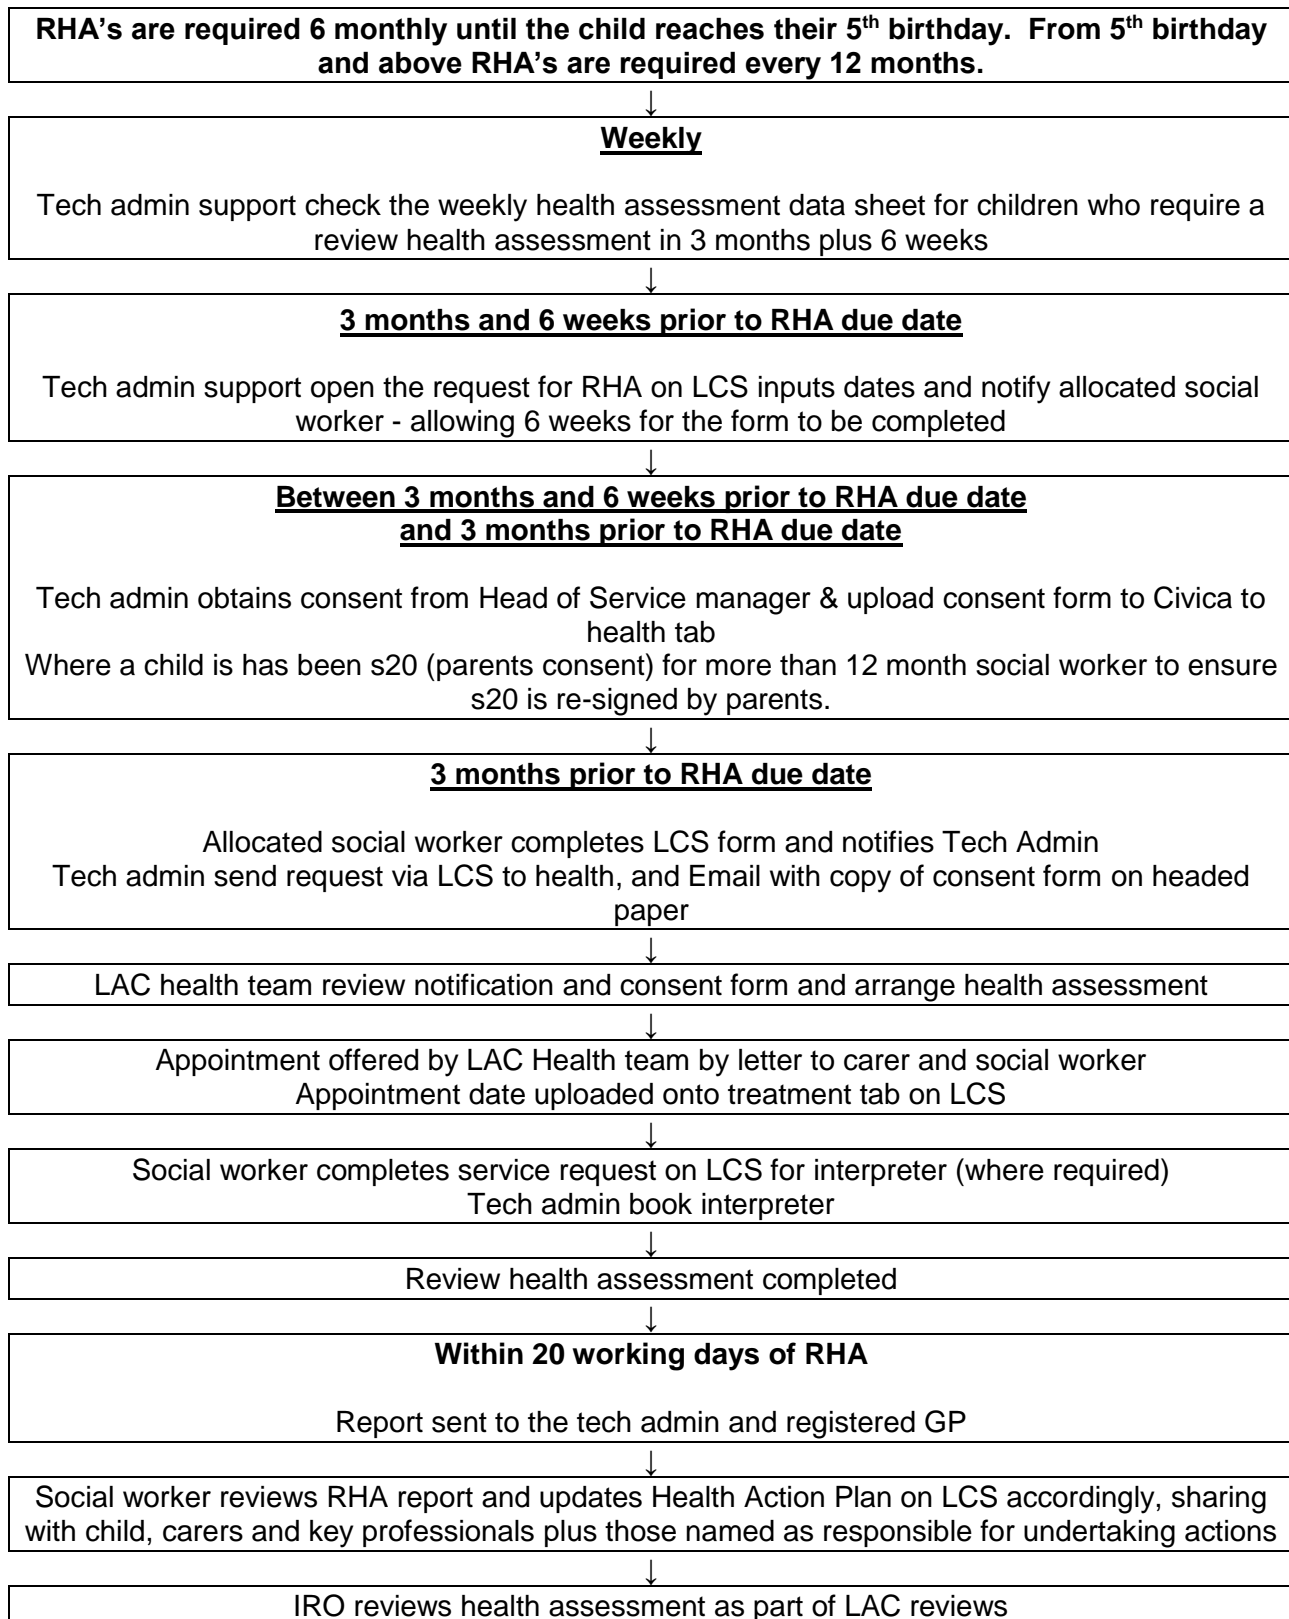 RHA's are required 6 monthly until the child reaches their 5th birthday. From 5th birthday
and above RHA's are required every 12 months.
↓
Weekly
Tech admin support check the weekly health assessment data sheet for children who require a
review health assessment in 3 months plus 6 weeks
↓
3 months and 6 weeks prior to RHA due date
Tech admin support open the request for RHA on LCS inputs dates and notify allocated social
worker - allowing 6 weeks for the form to be completed
↓
Between 3 months and 6 weeks prior to RHA due date
and 3 months prior to RHA due date
Tech admin obtains consent from Head of Service manager & upload consent form to Civica to
health tab
Where a child is has been s20 (parents consent) for more than 12 month social worker to ensure
s20 is re-signed by parents.
↓
3 months prior to RHA due date
Allocated social worker completes LCS form and notifies Tech Admin
Tech admin send request via LCS to health, and Email with copy of consent form on headed
paper
↓
LAC health team review notification and consent form and arrange health assessment
↓
Appointment offered by LAC Health team by letter to carer and social worker
Appointment date uploaded onto treatment tab on LCS
↓
Social worker completes service request on LCS for interpreter (where required)
Tech admin book interpreter
↓
Review health assessment completed
↓
Within 20 working days of RHA
Report sent to the tech admin and registered GP
↓
Social worker reviews RHA report and updates Health Action Plan on LCS accordingly, sharing
with child, carers and key professionals plus those named as responsible for undertaking actions
↓
IRO reviews health assessment as part of LAC reviews